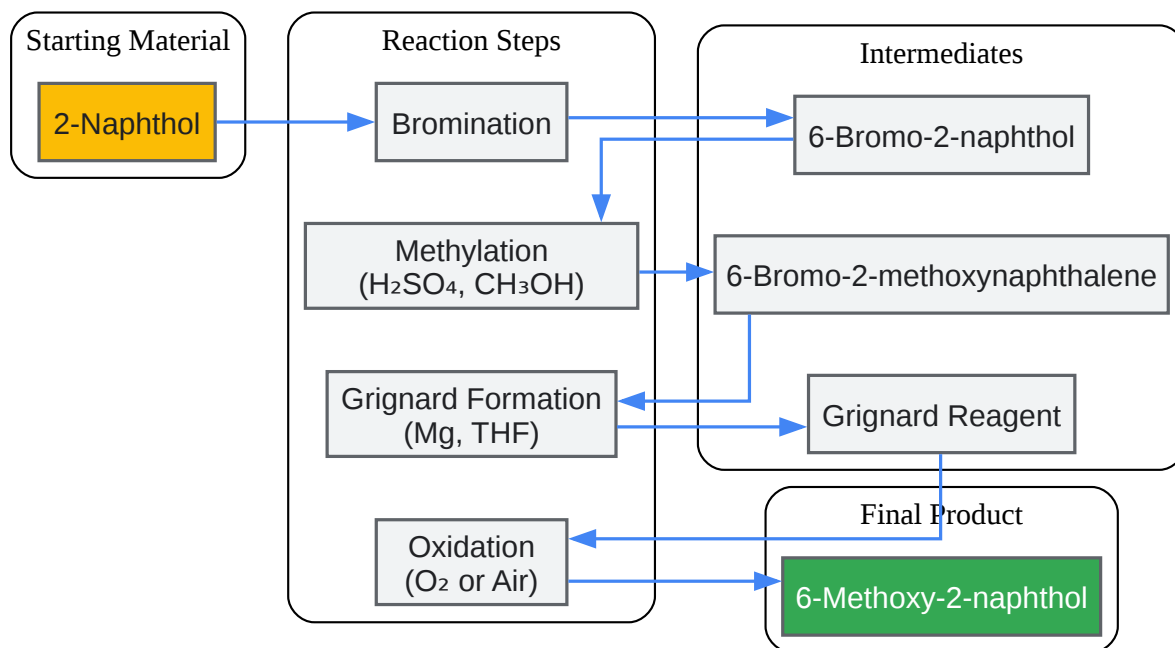 Starting Material
2-Naphthol
Reaction Steps
Bromination
Methylation
(H₂SO₄, CH₃OH)
Grignard Formation
(Mg, THF)
Oxidation
(O₂ or Air)
Intermediates
6-Bromo-2-naphthol
6-Bromo-2-methoxynaphthalene
Grignard Reagent
Final Product
6-Methoxy-2-naphthol